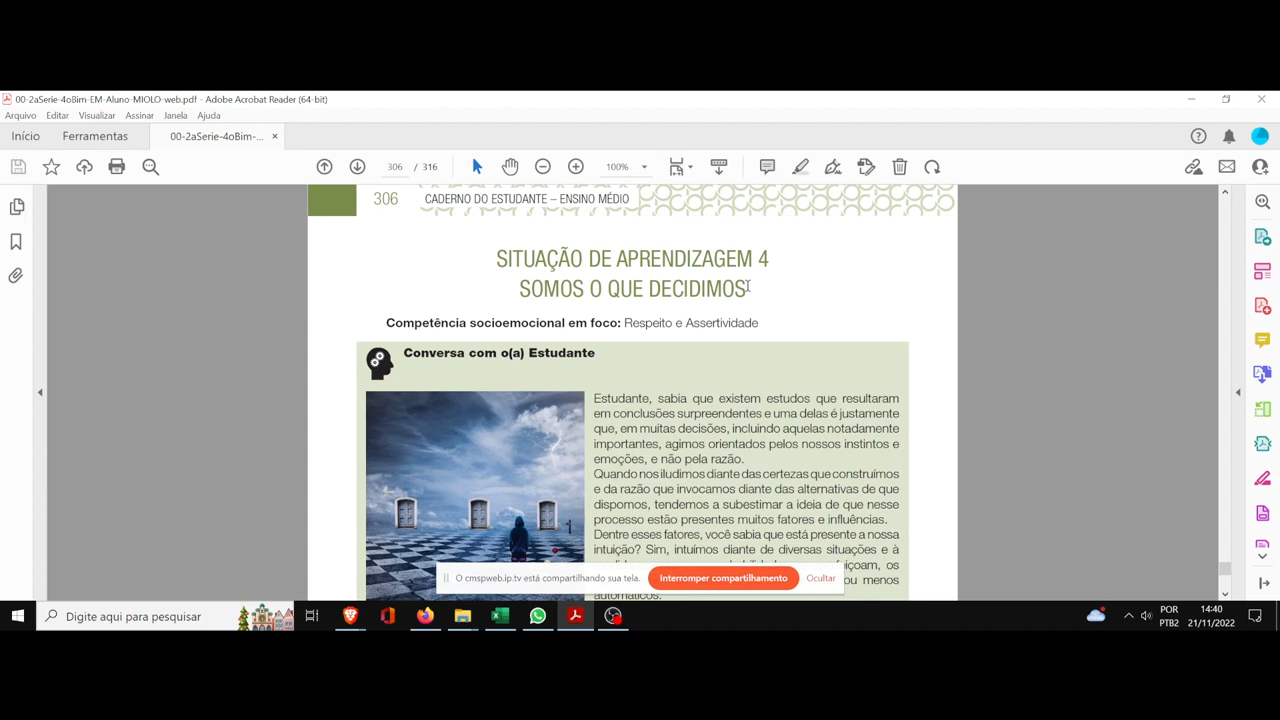 00-2aSerie-4oBim-EM-Aluno-MIOLO-web.pdf - Adobe Acrobat Reader (64-bit)
Arquivo Editar Visualizar Assinar Janela Ajuda
Início Ferramentas 00-2aSerie-4oBim-... ×
306 / 316 100%
306 CADERNO DO ESTUDANTE – ENSINO MÉDIO
SITUAÇÃO DE APRENDIZAGEM 4
SOMOS O QUE DECIDIMOS
Competência socioemocional em foco: Respeito e Assertividade
Conversa com o(a) Estudante
Estudante, sabia que existem estudos que resultaram
em conclusões surpreendentes e uma delas é justamente
que, em muitas decisões, incluindo aquelas notadamente
importantes, agimos orientados pelos nossos instintos e
emoções, e não pela razão.
Quando nos iludimos diante das certezas que construímos
e da razão que invocamos diante das alternativas de que
dispomos, tendemos a subestimar a ideia de que nesse
processo estão presentes muitos fatores e influências.
Dentre esses fatores, você sabia que está presente a nossa
intuição? Sim, intuímos diante de diversas situações e à
eiçoam, os
ou menos
automáticos.
O cmspweb.ip.tv está compartilhando sua tela. Interromper compartilhamento Ocultar
Digite aqui para pesquisar
POR 14:40
PTB2 21/11/2022